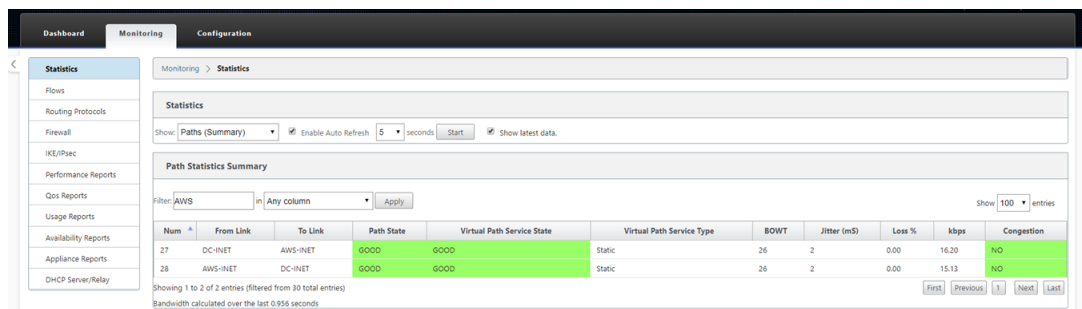 Dashboard Monitoring Configuration
Statistics
Flows
Routing Protocols
Firewall
IKE/IPsec
Performance Reports
Qos Reports
Usage Reports
Availability Reports
Appliance Reports
DHCP Server/Relay
Monitoring > Statistics
Statistics
Show: Paths (Summary) Enable Auto Refresh 5 seconds Start Show latest data.
Path Statistics Summary
Filter: AWS in Any column Apply
Show 100 entries
Num From Link To Link Path State Virtual Path Service State Virtual Path Service Type BOWT Jitter (mS) Loss % kbps Congestion
27 DC-INET AWS-INET GOOD GOOD Static 26 2 0.00 16.20 NO
28 AWS-INET DC-INET GOOD GOOD Static 26 2 0.00 15.13 NO
Showing 1 to 2 of 2 entries (filtered from 30 total entries)
First Previous 1 Next Last
Bandwidth calculated over the last 0.956 seconds